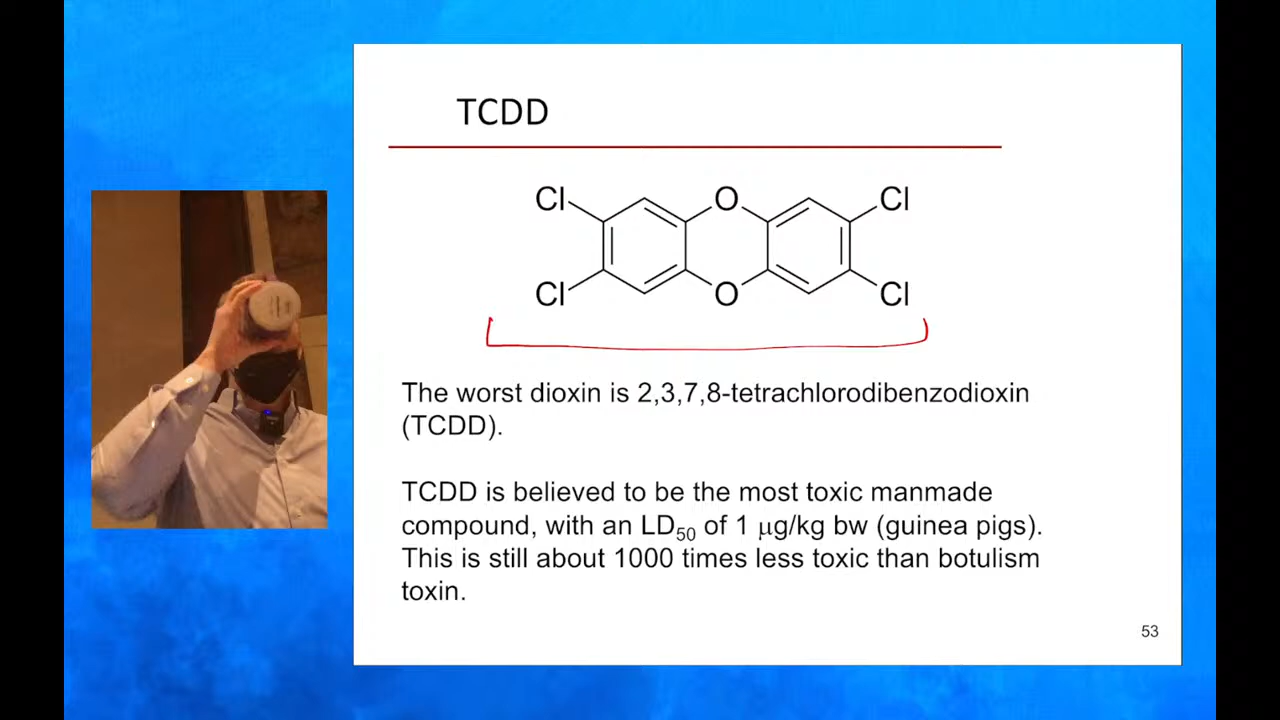 TCDD
Cl O Cl
Cl O Cl
The worst dioxin is 2,3,7,8-tetrachlorodibenzodioxin
(TCDD).
TCDD is believed to be the most toxic manmade
compound, with an LD50 of 1 μg/kg bw (guinea pigs).
This is still about 1000 times less toxic than botulism
toxin.
53